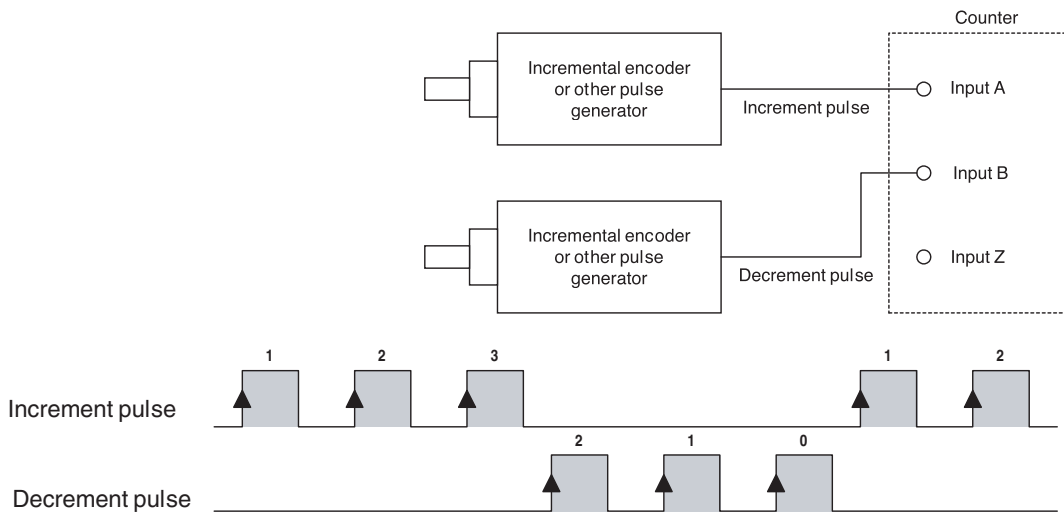 Counter
Incremental encoder
or other pulse
generator
Increment pulse
Input A
Input B
Incremental encoder
or other pulse
generator
Decrement pulse
Input Z
1 2 3 1 2
Increment pulse
2 1 0
Decrement pulse